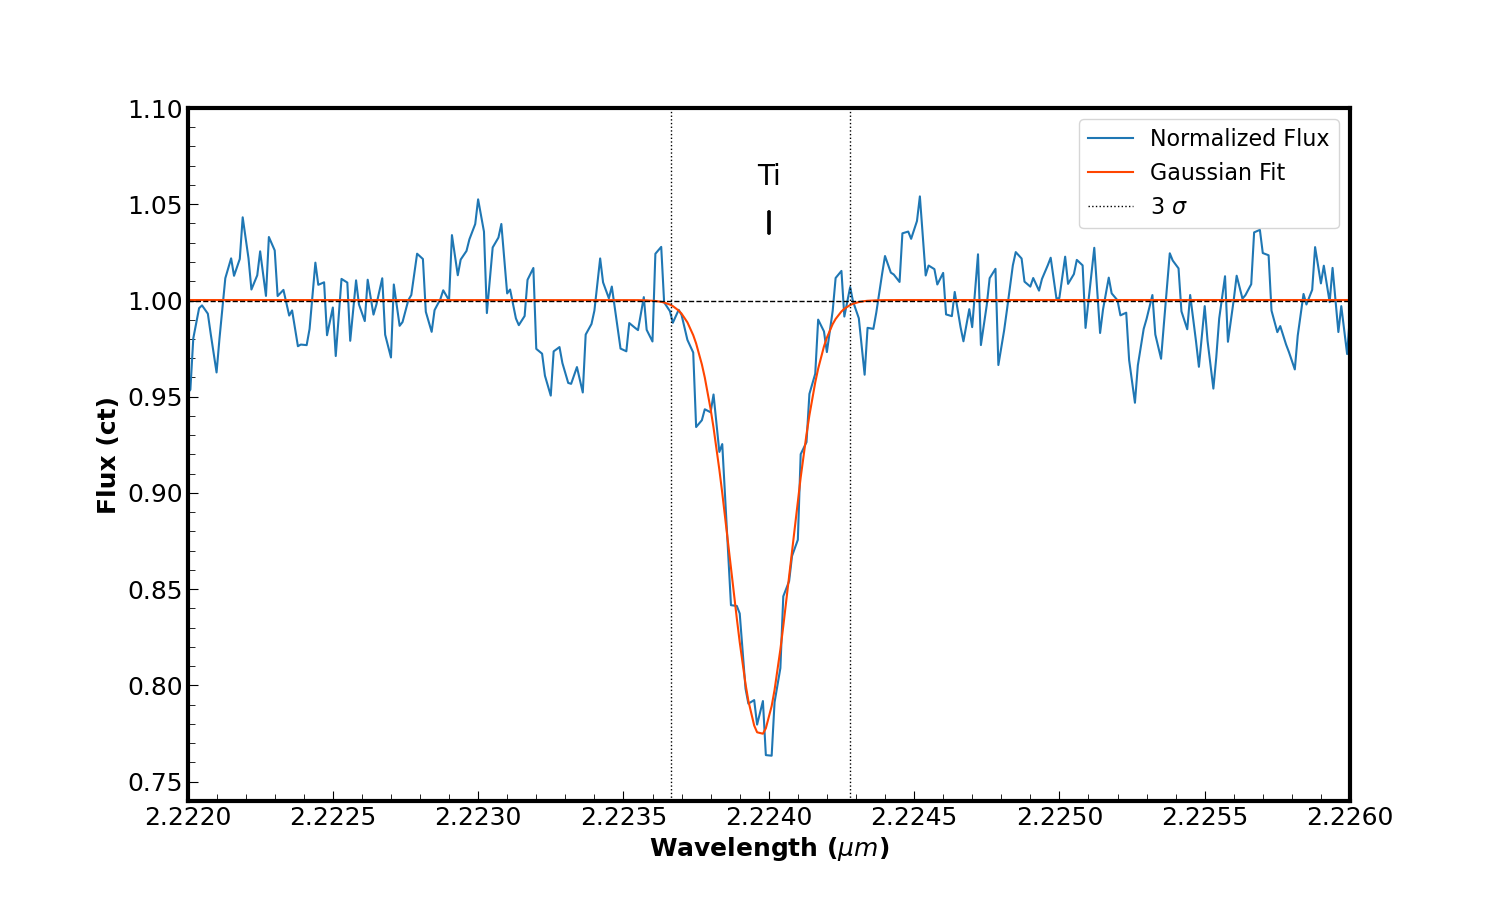 1.10
1.05
1.00
0.95
0.90
0.85
0.80
0.75
Flux (ct)
Ti
Normalized Flux
Gaussian Fit
3 σ
2.2220 2.2225 2.2230 2.2235 2.2240 2.2245 2.2250 2.2255 2.2260
Wavelength (μm)